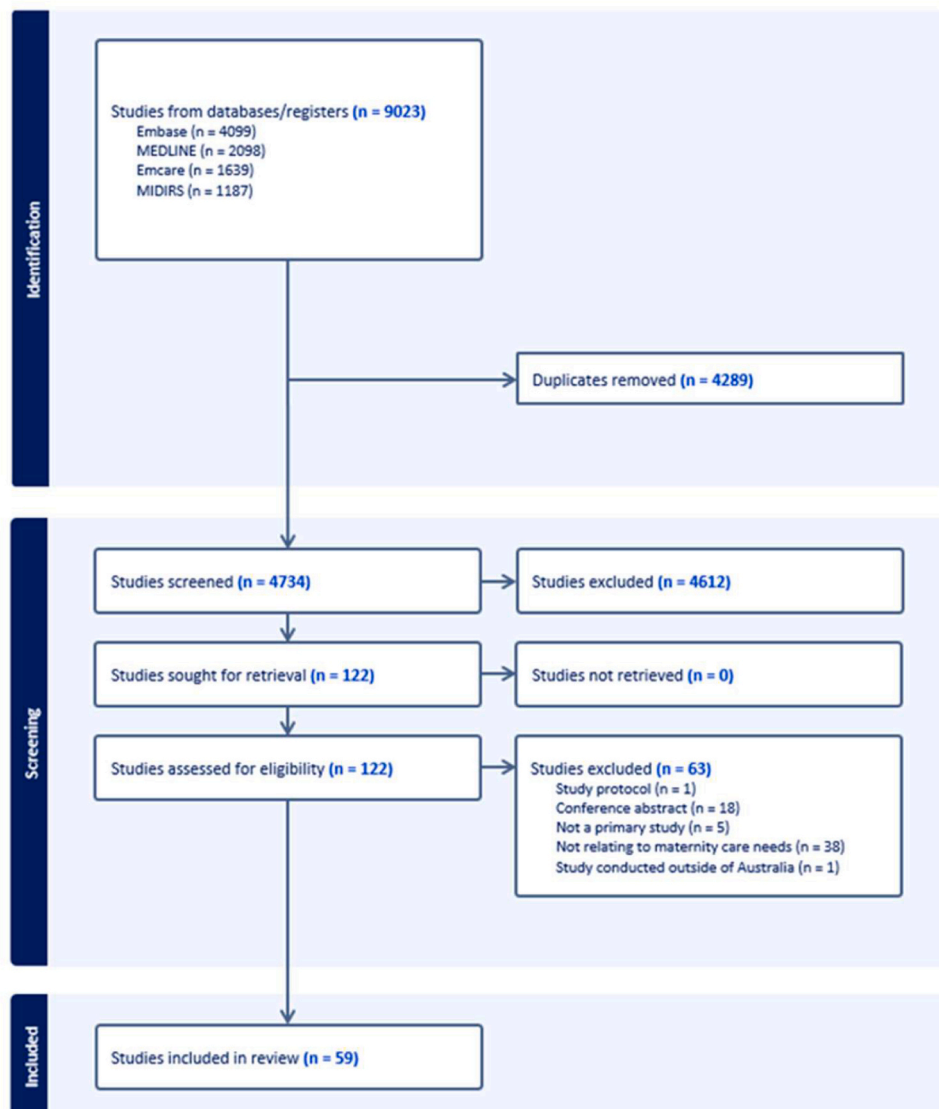 Identification
Studies from databases/registers (n = 9023)
Embase (n = 4099)
MEDLINE (n = 2098)
Emcare (n = 1639)
MIDIRS (n = 1187)
Duplicates removed (n = 4289)
Screening
Studies screened (n = 4734)
Studies excluded (n = 4612)
Studies sought for retrieval (n = 122)
Studies not retrieved (n = 0)
Studies assessed for eligibility (n = 122)
Studies excluded (n = 63)
Study protocol (n = 1)
Conference abstract (n = 18)
Not a primary study (n = 5)
Not relating to maternity care needs (n = 38)
Study conducted outside of Australia (n = 1)
Included
Studies included in review (n = 59)